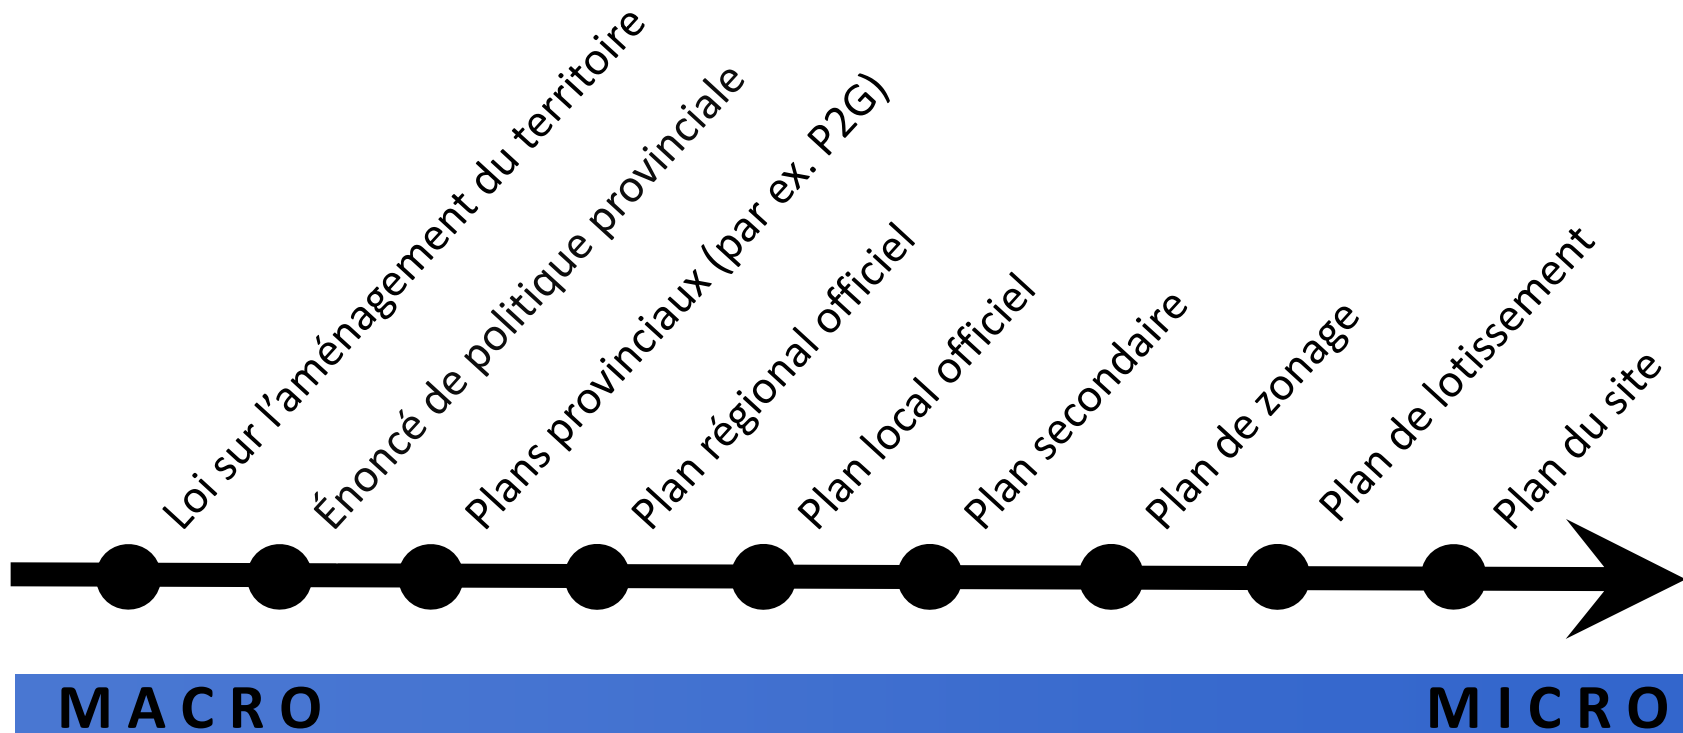 Loi sur l’aménagement du territoire
Énoncé de politique provinciale
Plans provinciaux (par ex. P2G)
Plan régional officiel
Plan local officiel
Plan secondaire
Plan de zonage
Plan de lotissement
Plan du site
MACRO
MICRO